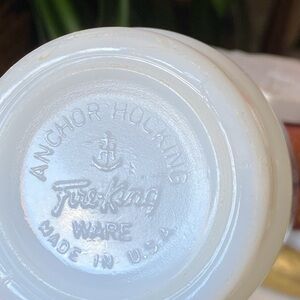 ANCHOR HOCKING
Fire-King
WARE
MADE IN U.S.A.